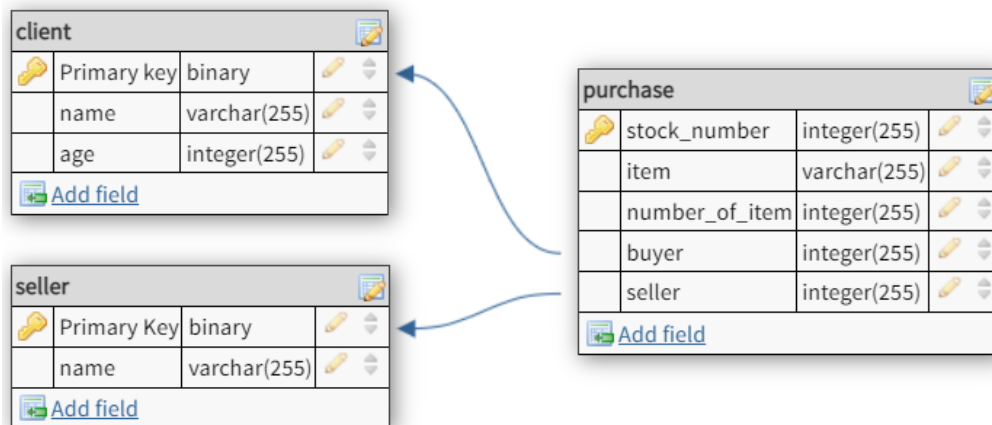 client
Primary key binary
name varchar(255)
age integer(255)
Add field
seller
Primary Key binary
name varchar(255)
Add field
purchase
stock_number integer(255)
item varchar(255)
number_of_item integer(255)
buyer integer(255)
seller integer(255)
Add field